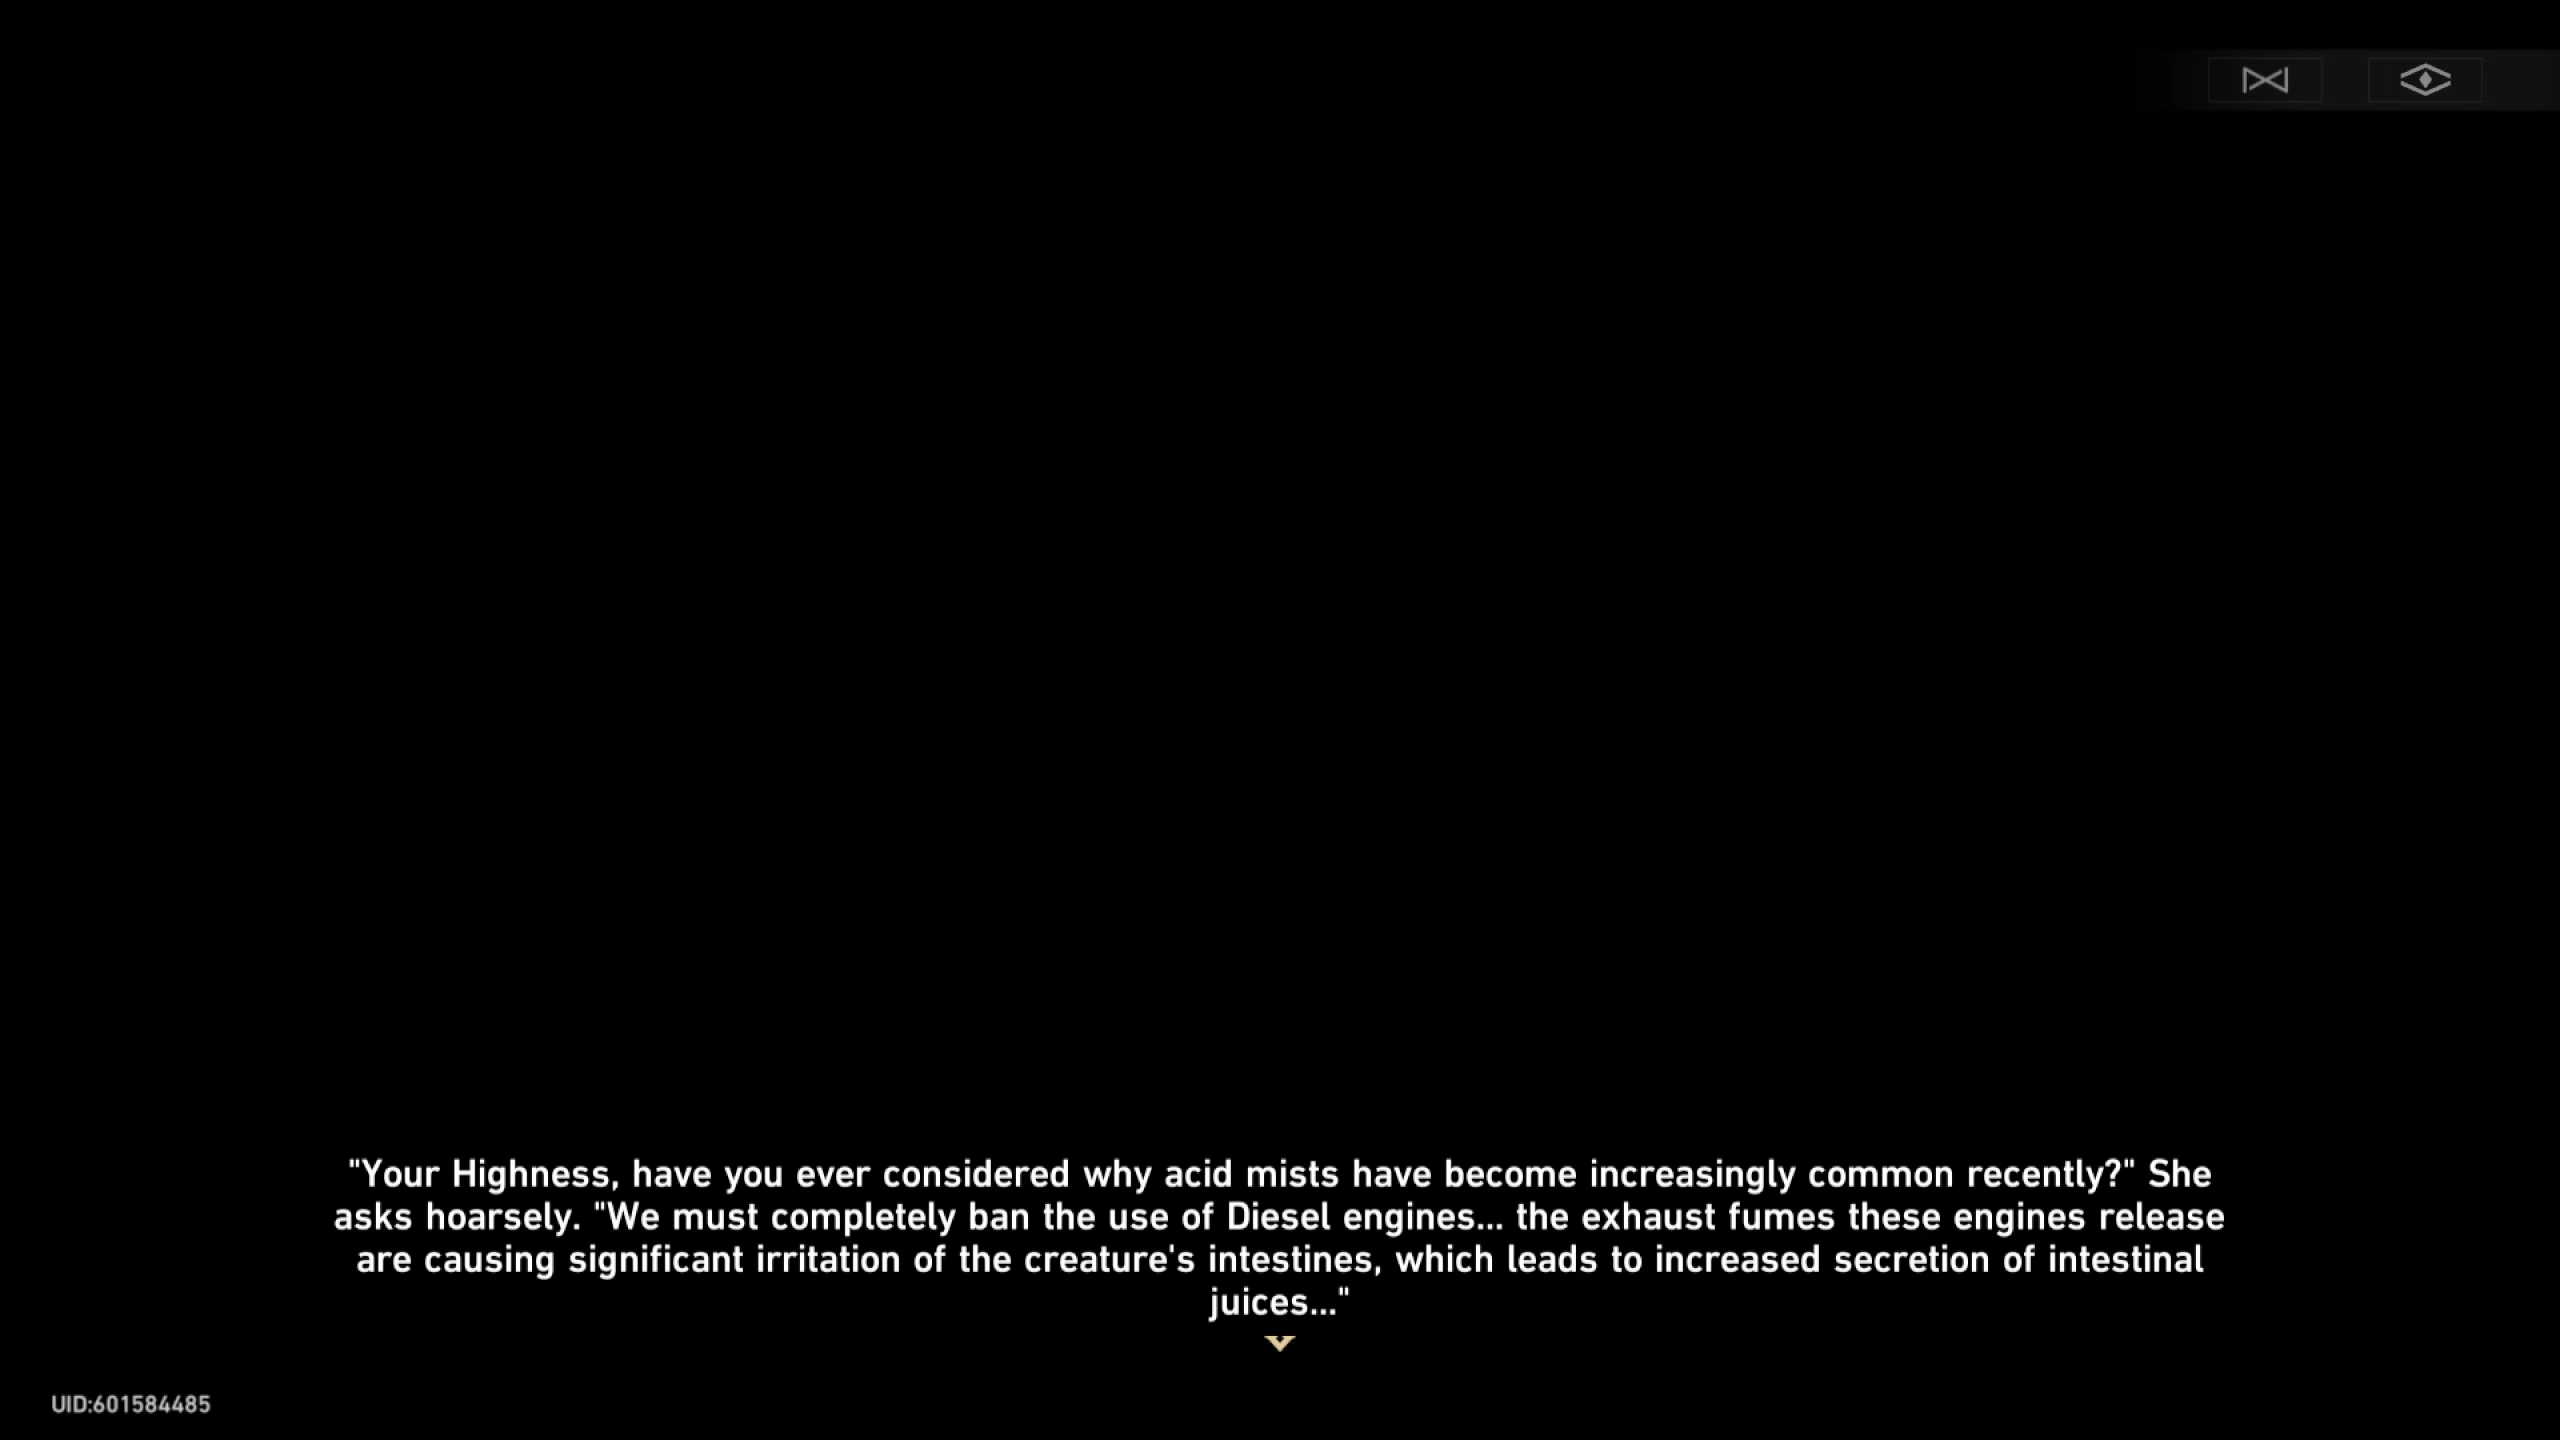 "Your Highness, have you ever considered why acid mists have become increasingly common recently?" She
asks hoarsely. "We must completely ban the use of Diesel engines... the exhaust fumes these engines release
are causing significant irritation of the creature's intestines, which leads to increased secretion of intestinal
juices..."
UID:601584485